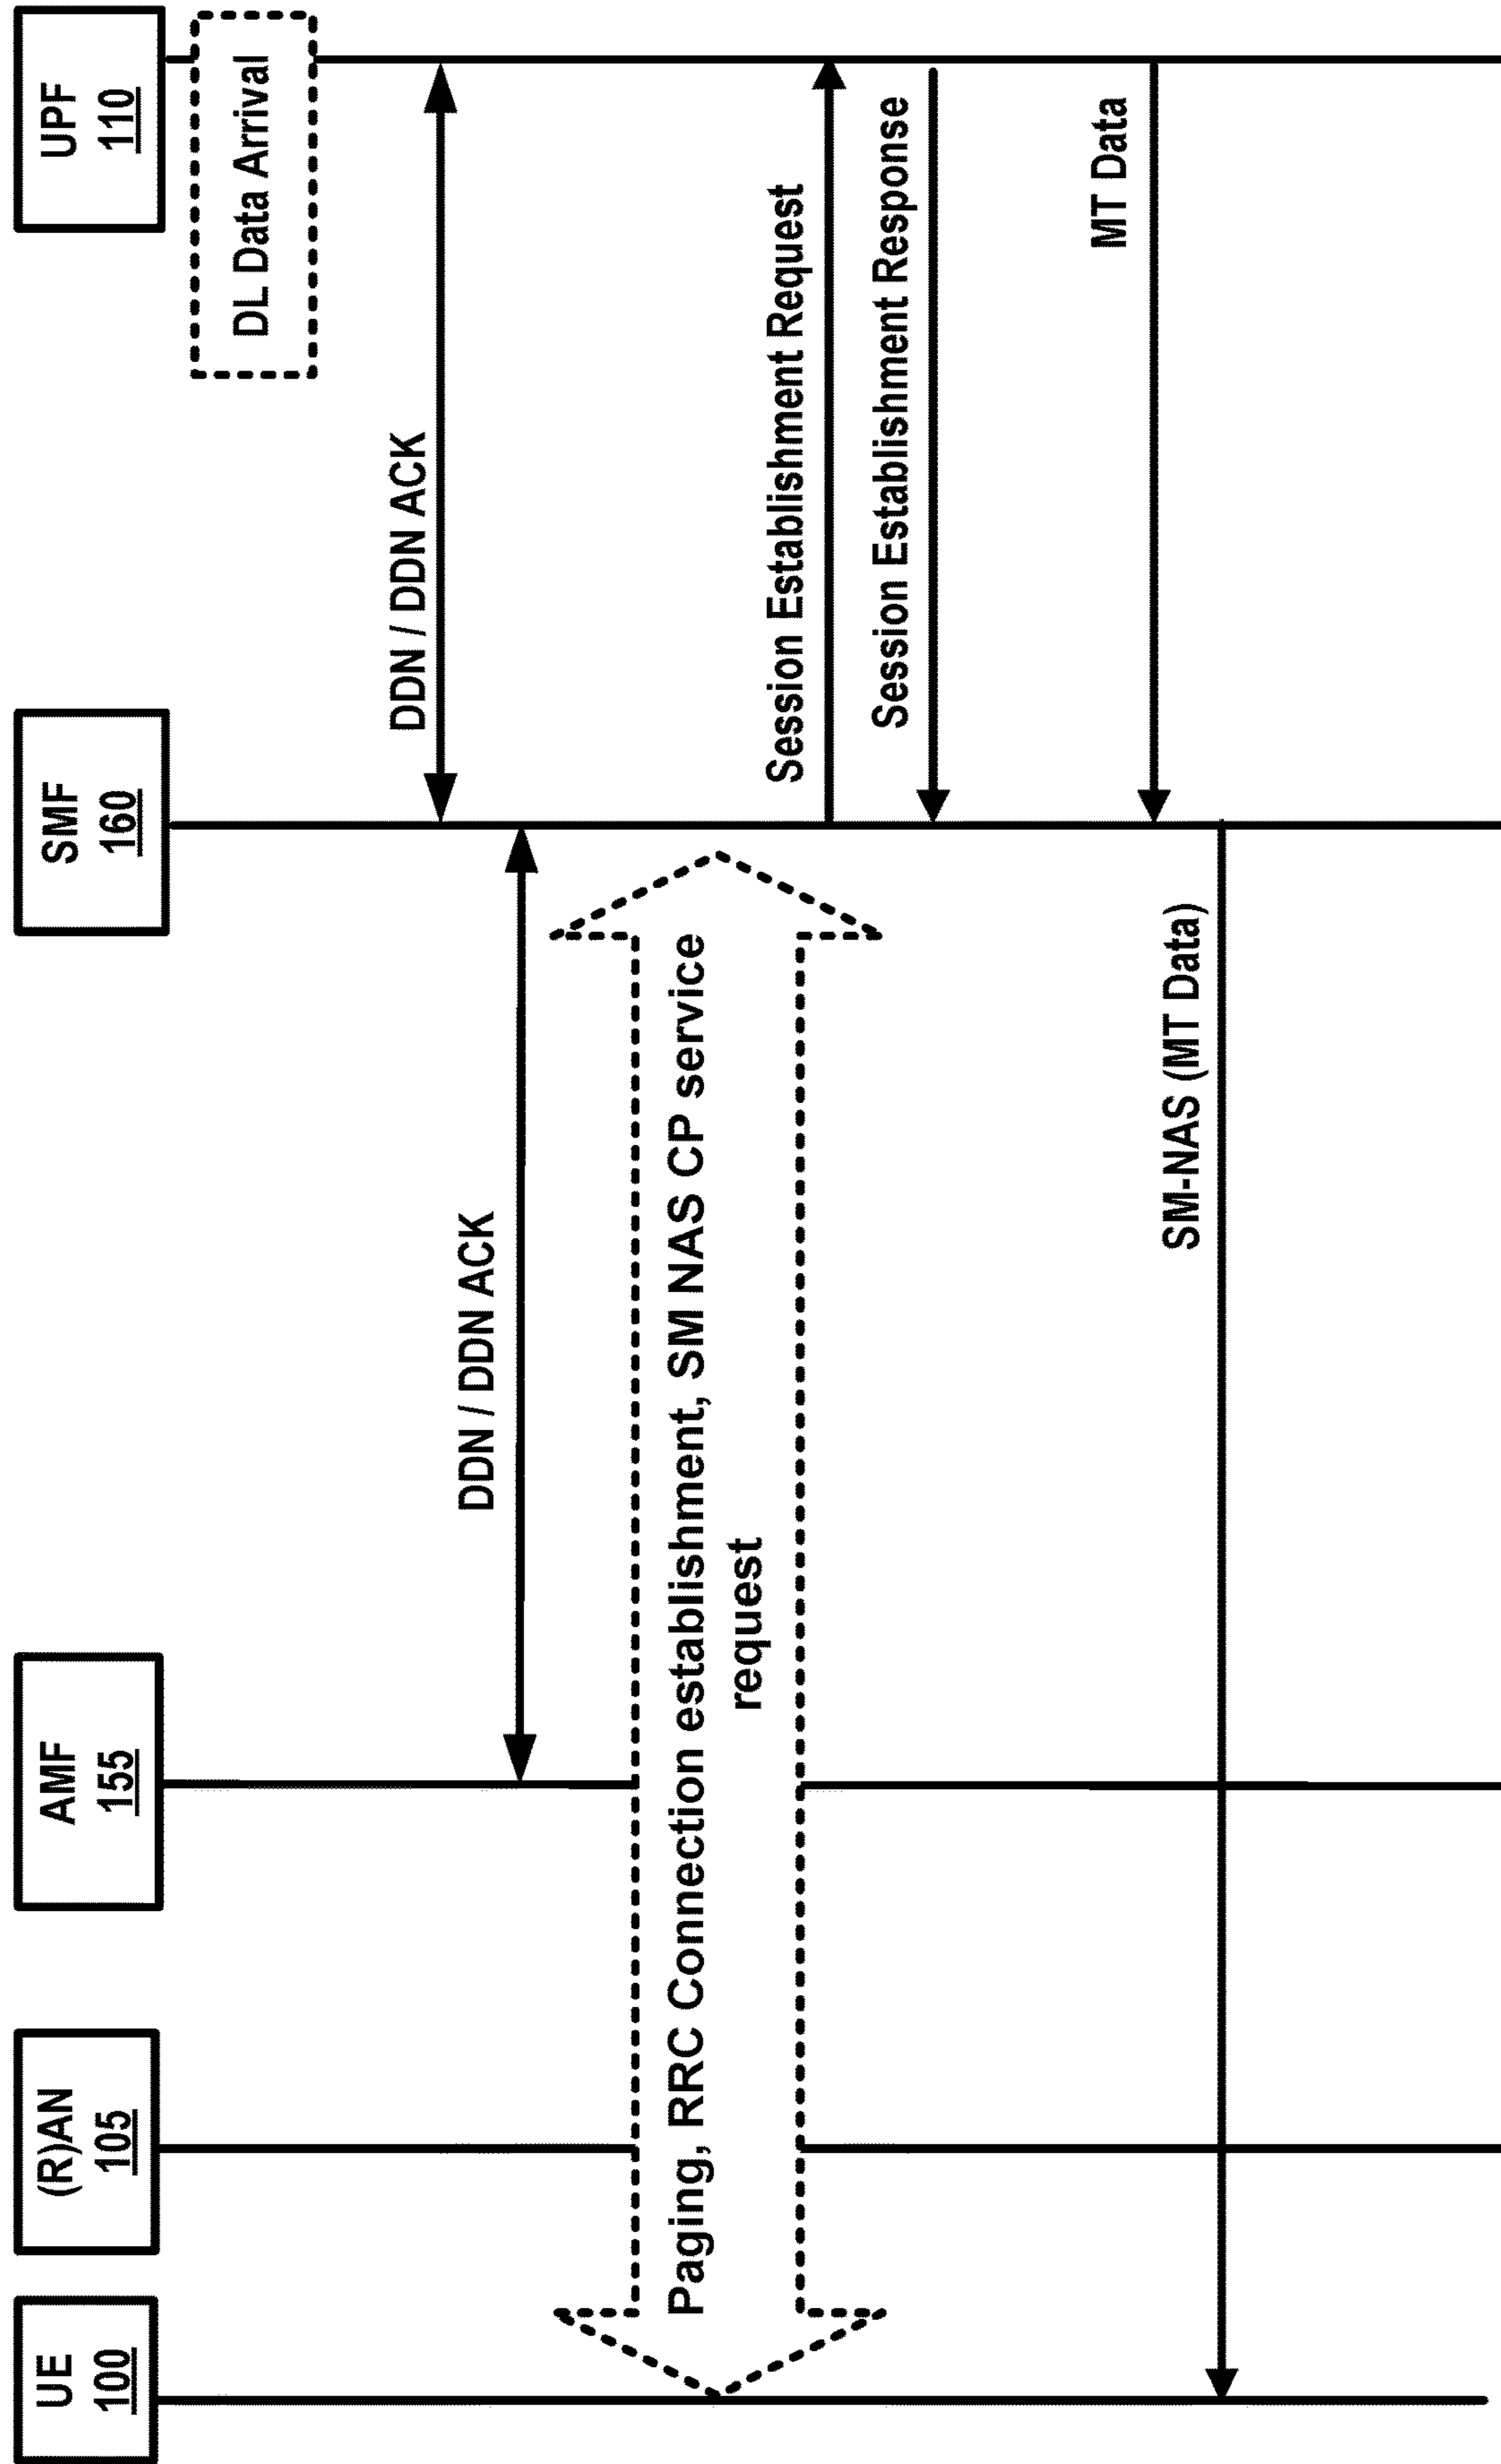 UE
100
(R)AN
105
AMF
155
SMF
160
UPF
110
DL Data Arrival
DDN / DDN ACK
DDN / DDN ACK
Paging, RRC Connection establishment, SM NAS CP service
request
Session Establishment Request
Session Establishment Response
MT Data
SM-NAS (MT Data)